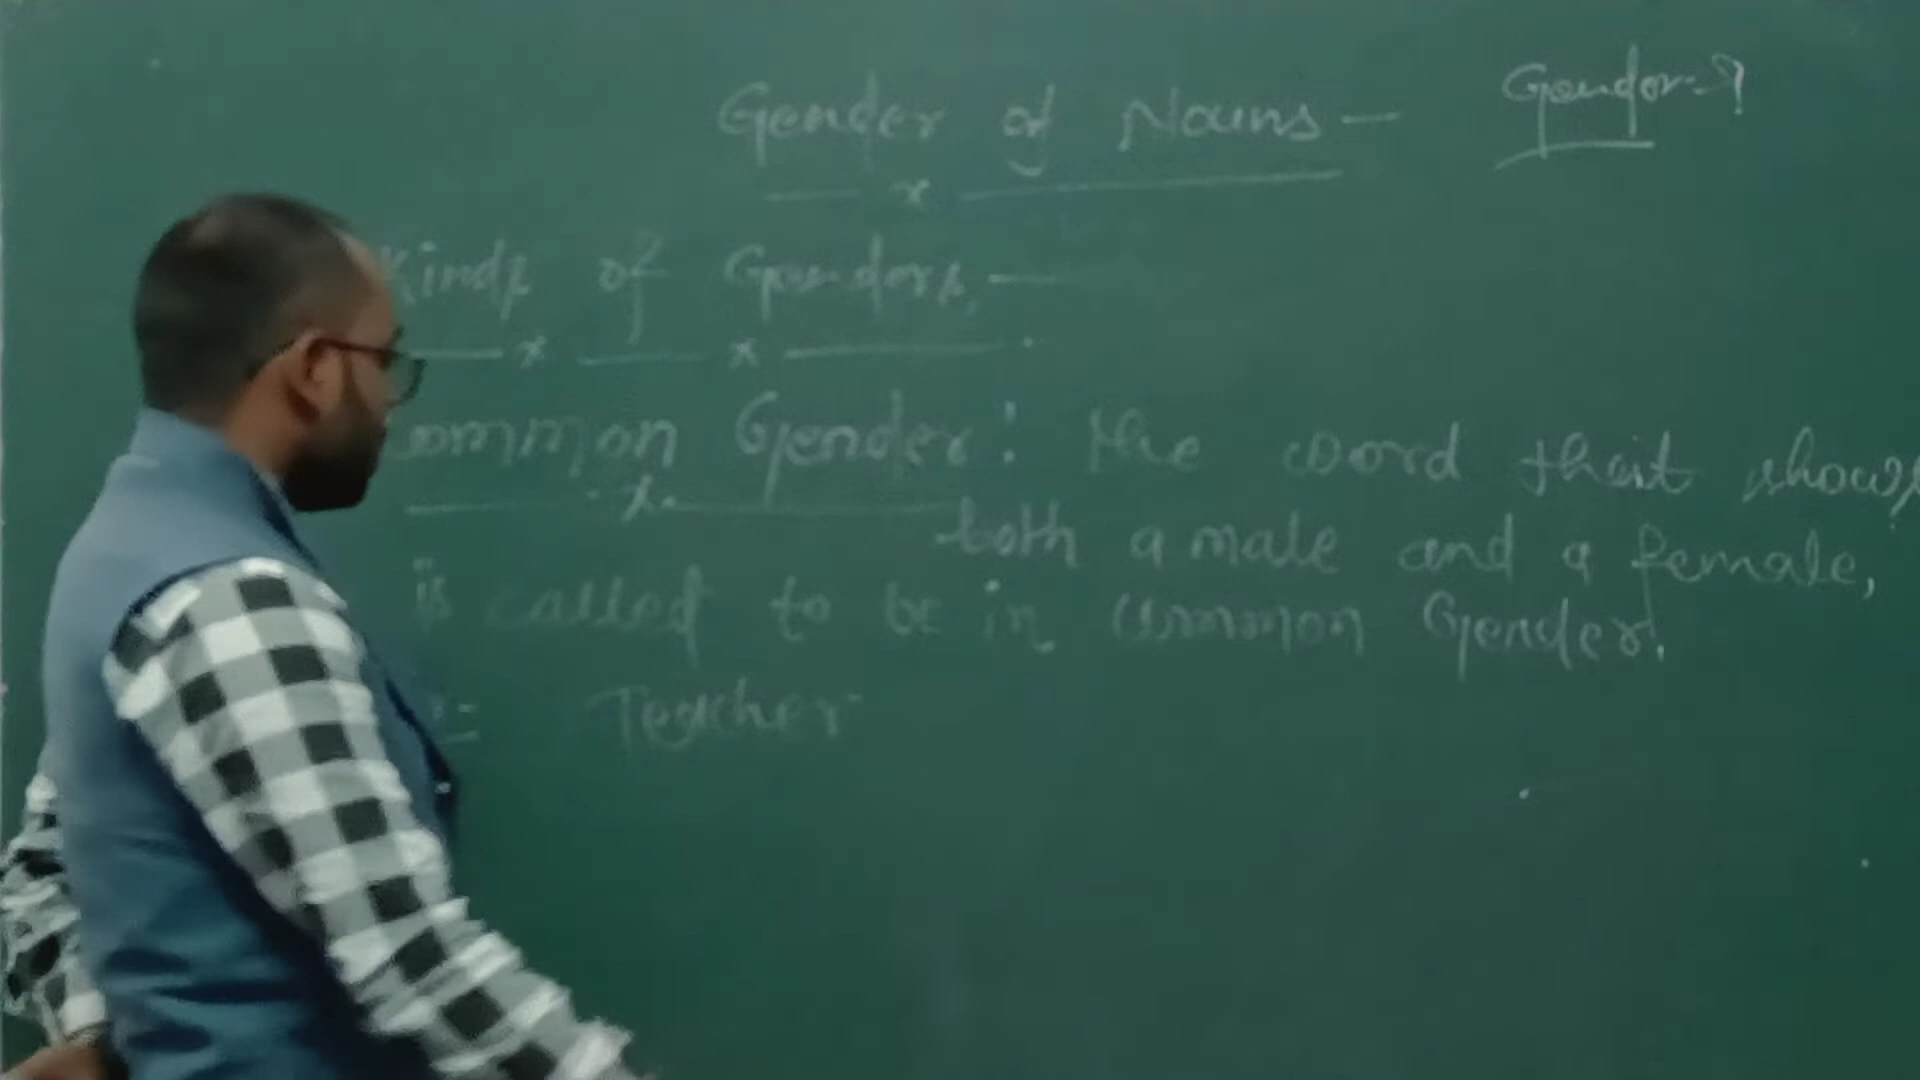 Gender of Nouns — Gender-?
Kinds of Genders, —
ommon Gender: the word that shows
both a male and a female,
is called to be in Common Gender.
Teacher